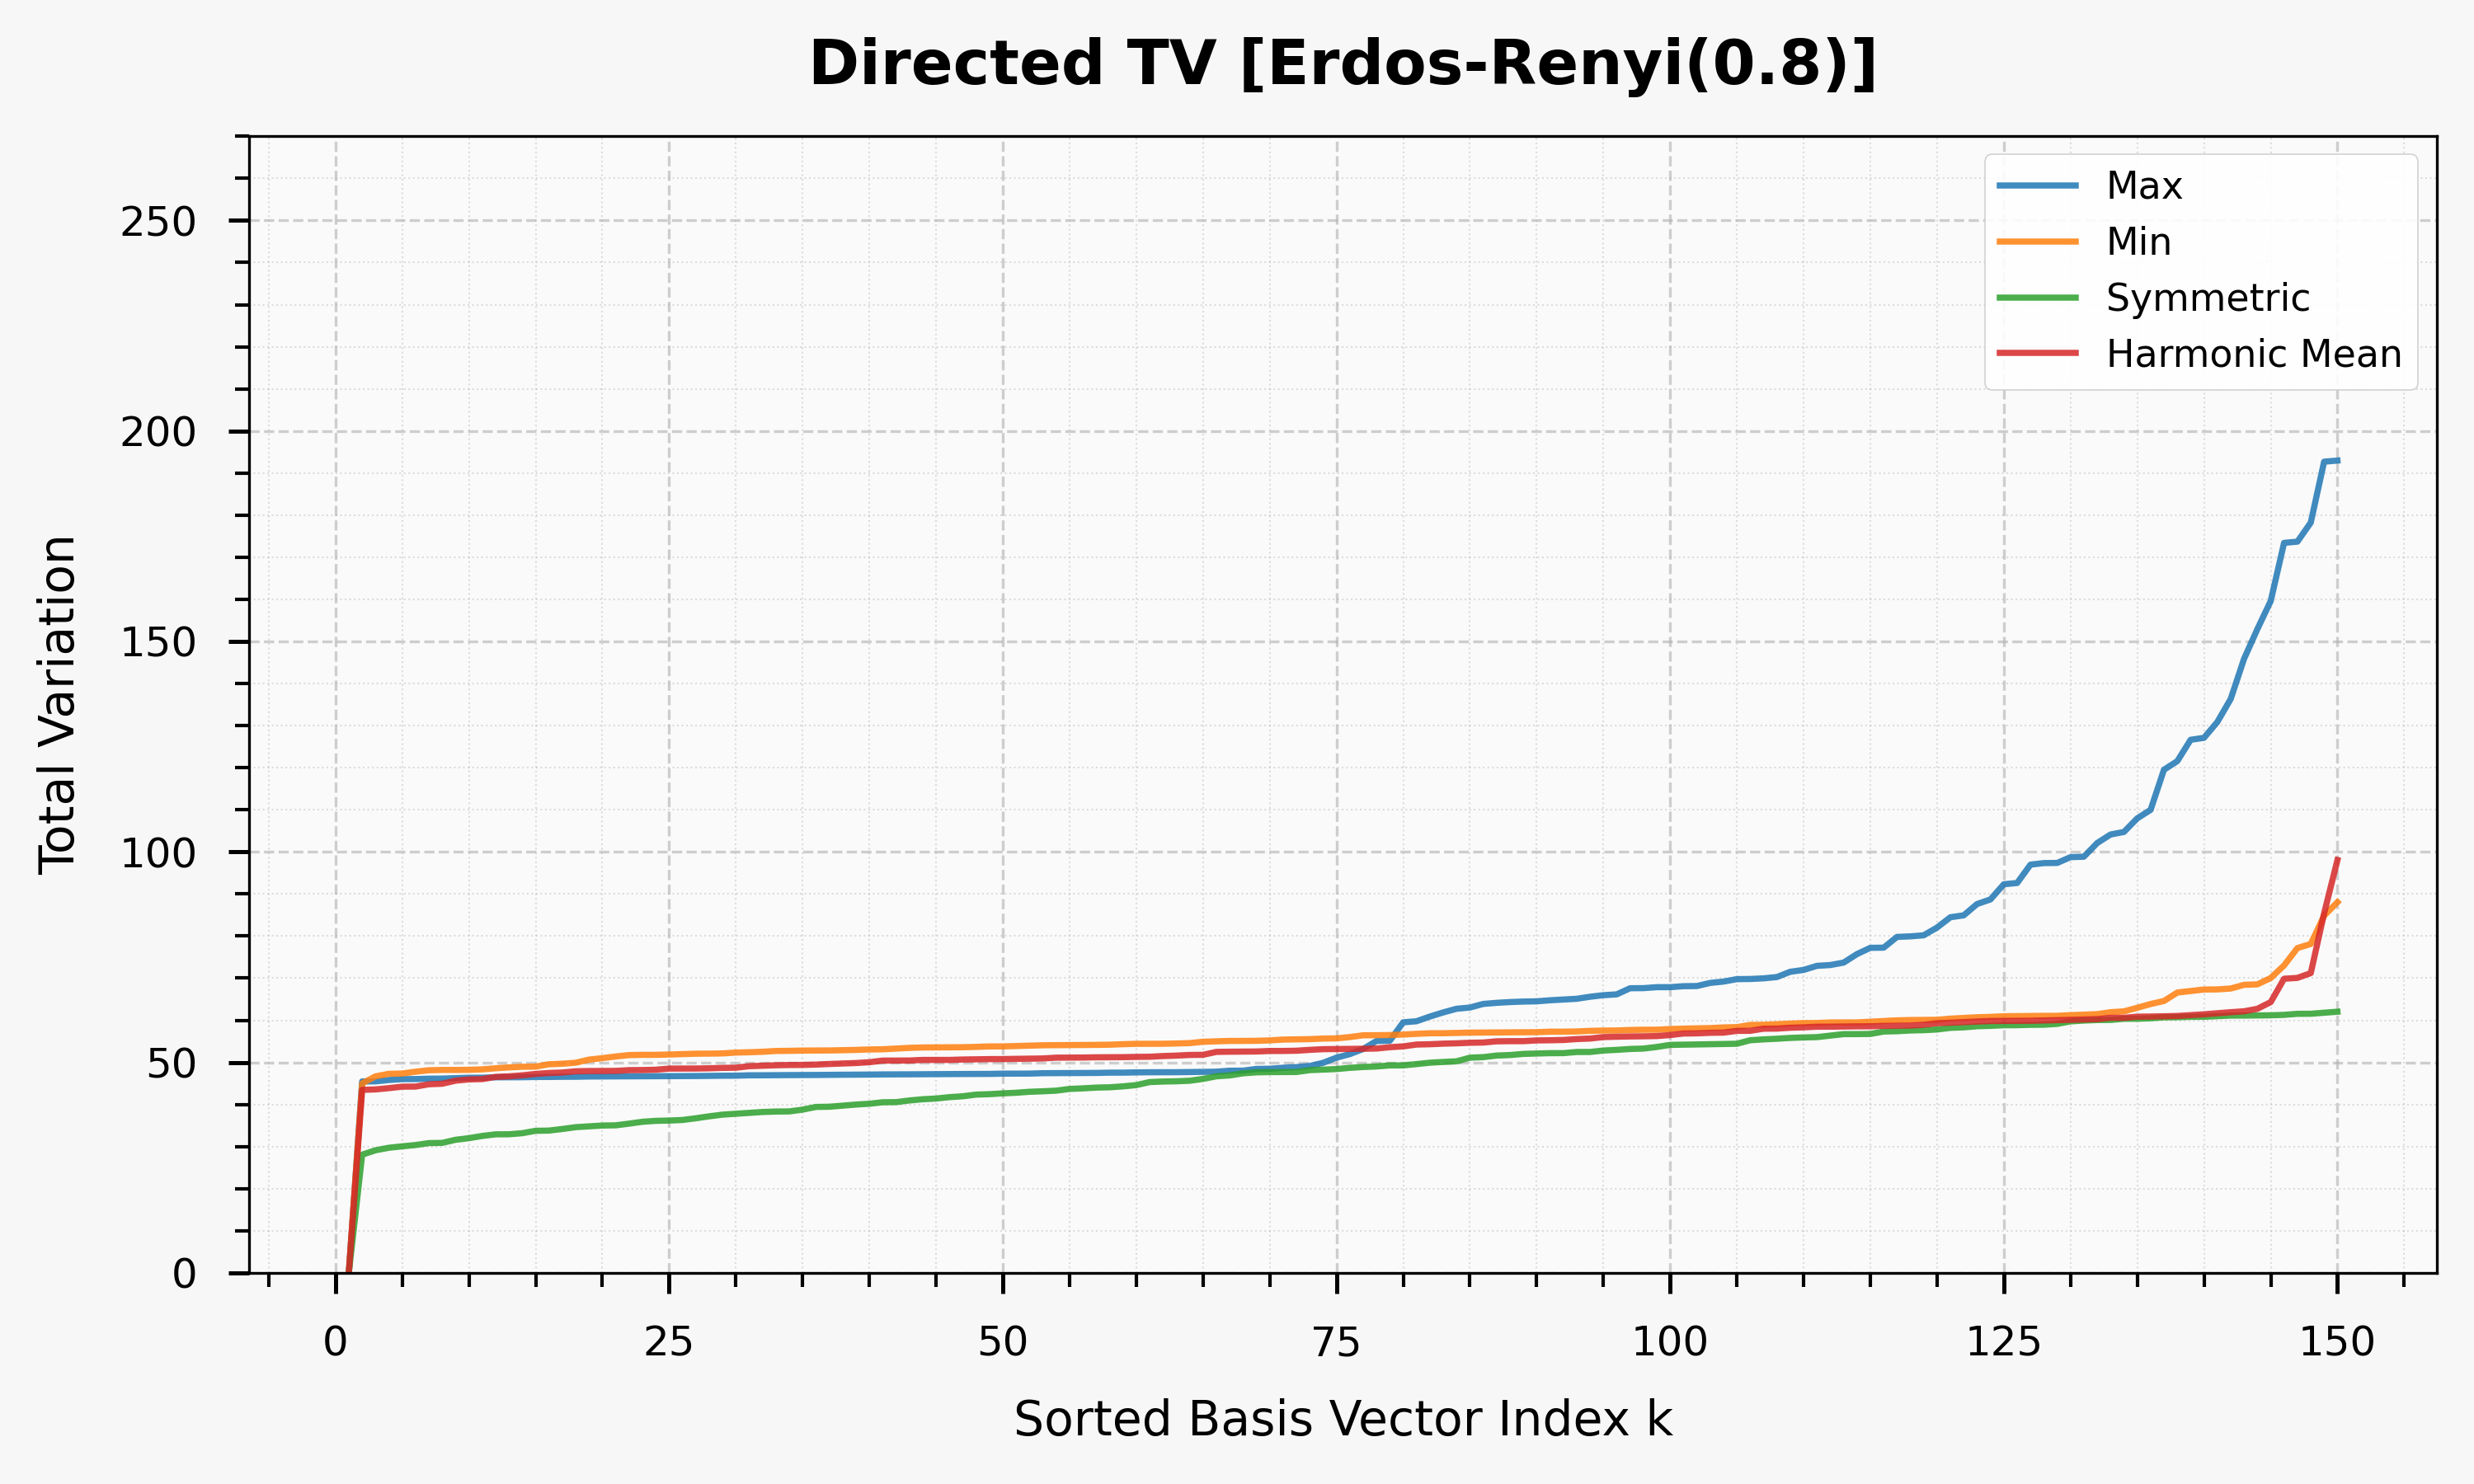 Directed TV [Erdos-Renyi(0.8)]
Max
Min
Symmetric
Harmonic Mean
Total Variation
250
200
150
100
50
0
0 25 50 75 100 125 150
Sorted Basis Vector Index k